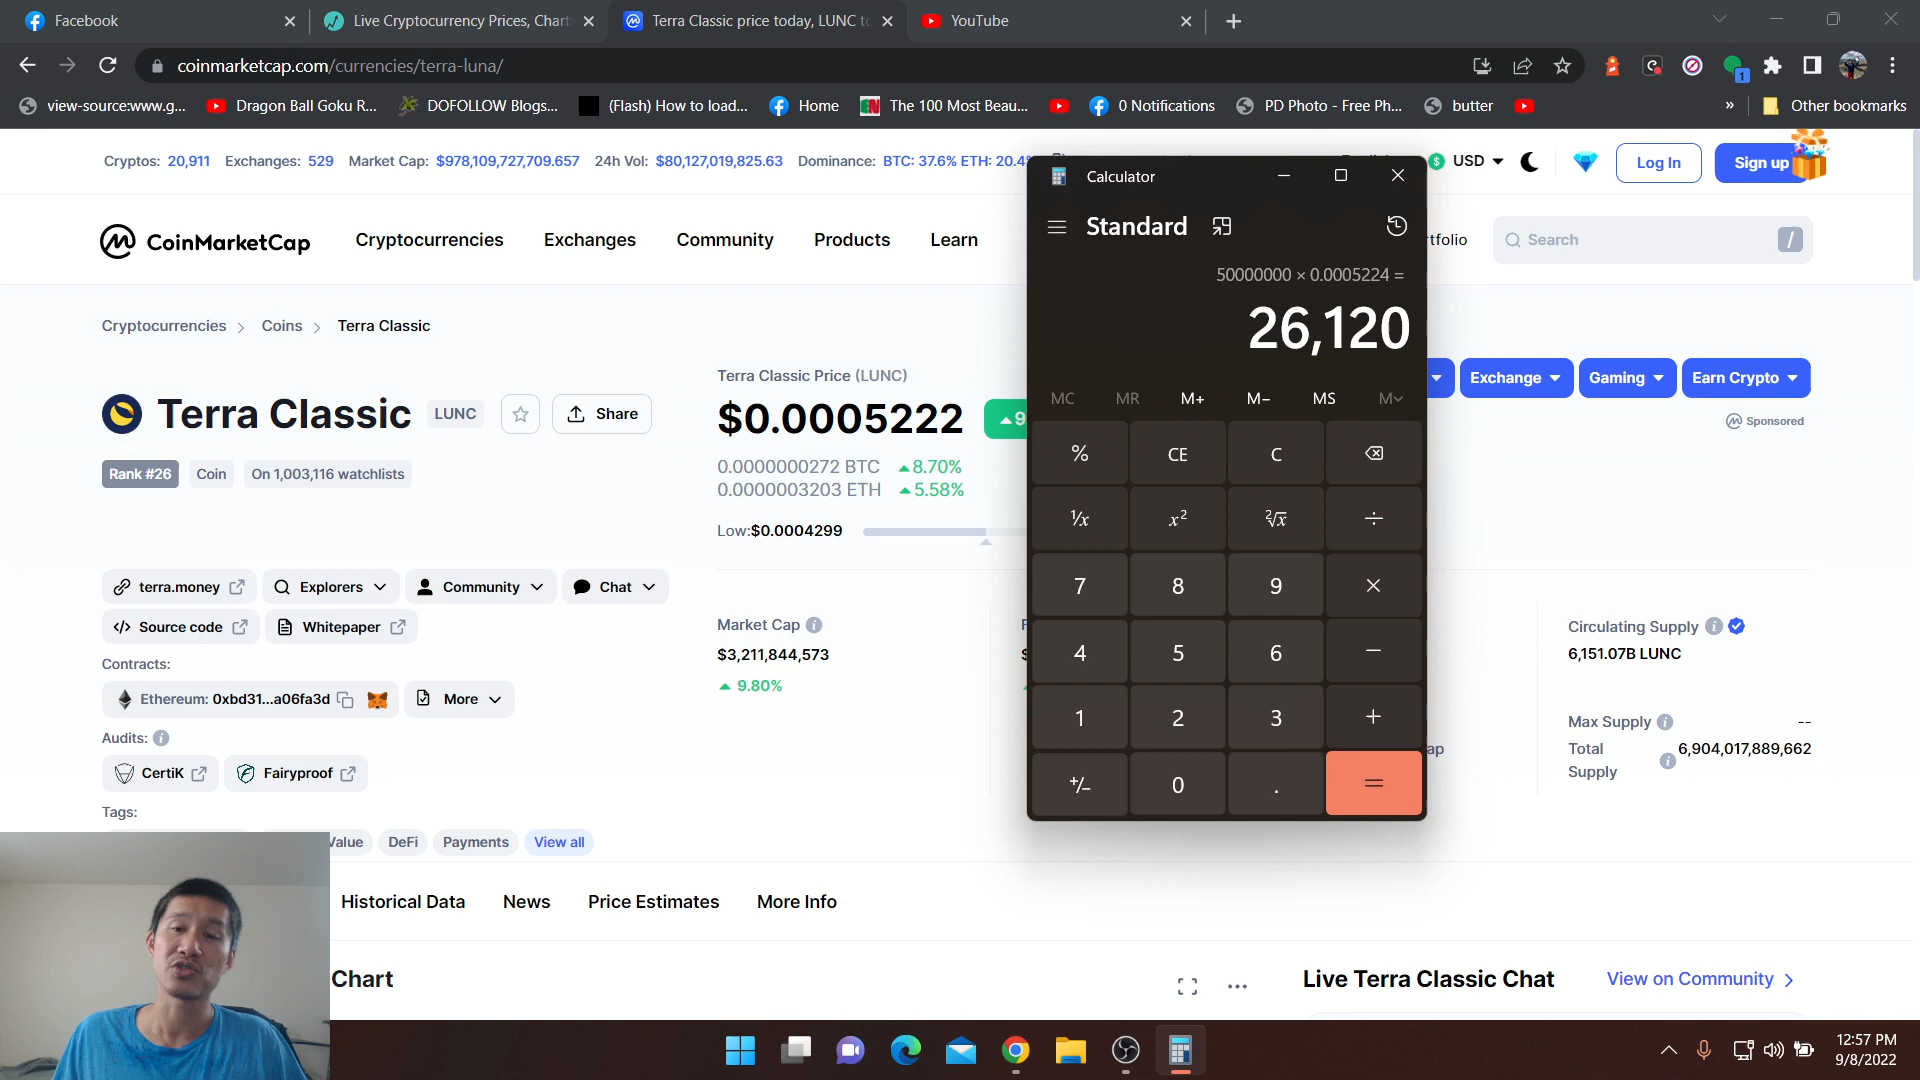 Facebook
Live Cryptocurrency Prices, Chart
Terra Classic price today, LUNC to
YouTube
coinmarketcap.com/currencies/terra-luna/
view-source:www.g...
Dragon Ball Goku R...
DOFOLLOW Blogs...
(Flash) How to load...
Home
The 100 Most Beau...
0 Notifications
PD Photo - Free Ph...
butter
»
Other bookmarks
Cryptos: 20,911 Exchanges: 529 Market Cap: $978,109,727,709.657 24h Vol: $80,127,019,825.63 Dominance: BTC: 37.6% ETH: 20.4%
USD
Log In
Sign up
CoinMarketCap
Cryptocurrencies
Exchanges
Community
Products
Learn
tfolio
Search
/
Cryptocurrencies > Coins > Terra Classic
Terra Classic
LUNC
Share
Rank #26
Coin
On 1,003,116 watchlists
terra.money
Explorers
Community
Chat
Source code
Whitepaper
Contracts:
Ethereum: 0xbd31...a06fa3d
More
Audits:
CertiK
Fairyproof
Tags:
Value
DeFi
Payments
View all
Terra Classic Price (LUNC)
$0.0005222
9
0.0000000272 BTC 8.70%
0.0000003203 ETH 5.58%
Low:$0.0004299
Market Cap
$3,211,844,573
9.80%
Calculator
Standard
50000000 × 0.0005224 =
26,120
MC MR M+ M− MS M
% CE C
¹/x x² ²√x ÷
7 8 9 ×
4 5 6 −
1 2 3 +
+/− 0 . =
Exchange
Gaming
Earn Crypto
Sponsored
Circulating Supply
6,151.07B LUNC
Max Supply --
Total Supply 6,904,017,889,662
ap
Historical Data
News
Price Estimates
More Info
Chart
Live Terra Classic Chat
View on Community
12:57 PM
9/8/2022